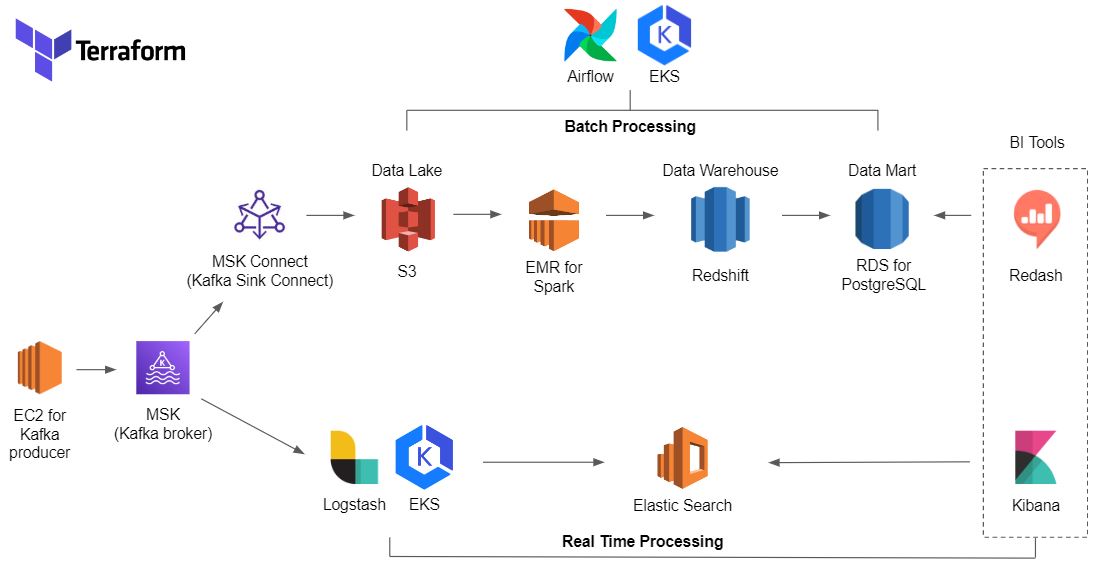 Terraform
Airflow
EKS
Batch Processing
BI Tools
Data Lake
Data Warehouse
Data Mart
MSK Connect
(Kafka Sink Connect)
S3
EMR for
Spark
Redshift
RDS for
PostgreSQL
Redash
EC2 for
Kafka
producer
K
MSK
(Kafka broker)
K
K
Logstash
EKS
Elastic Search
Kibana
Real Time Processing